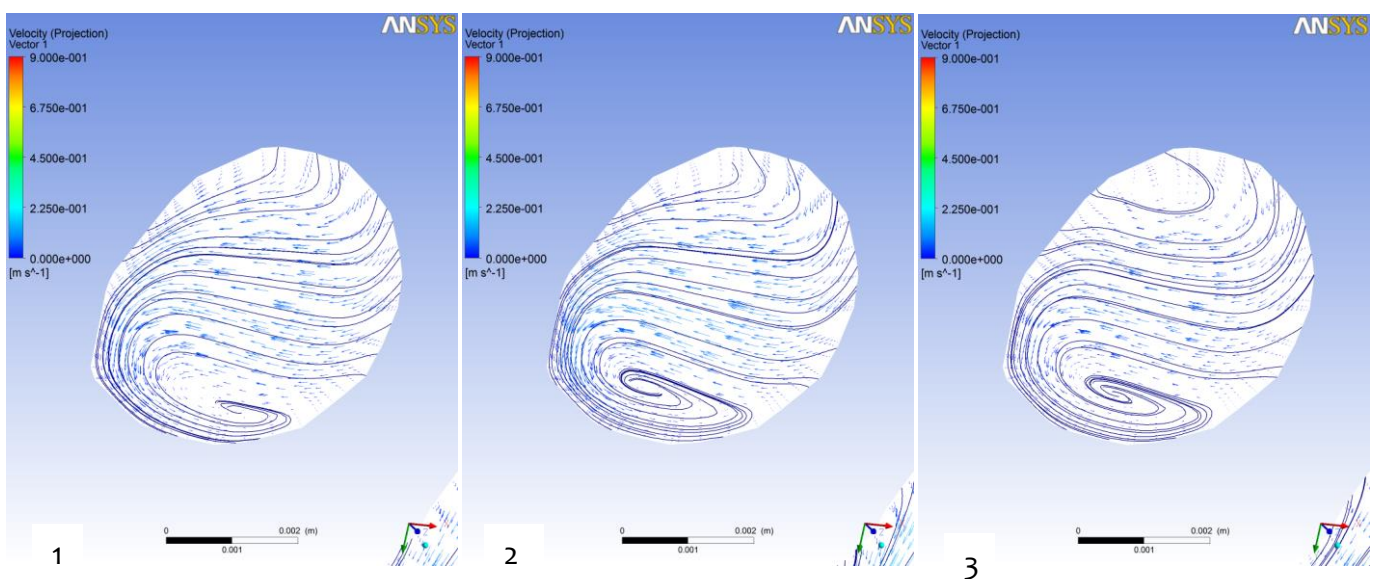 ANSYS
Velocity (Projection)
Vector 1
9.000e-001
6.750e-001
4.500e-001
2.250e-001
0.000e+000
[m s^-1]
0 0.002 (m)
0.001
1
ANSYS
Velocity (Projection)
Vector 1
9.000e-001
6.750e-001
4.500e-001
2.250e-001
0.000e+000
[m s^-1]
0 0.002 (m)
0.001
2
ANSYS
Velocity (Projection)
Vector 1
9.000e-001
6.750e-001
4.500e-001
2.250e-001
0.000e+000
[m s^-1]
0 0.002 (m)
0.001
3